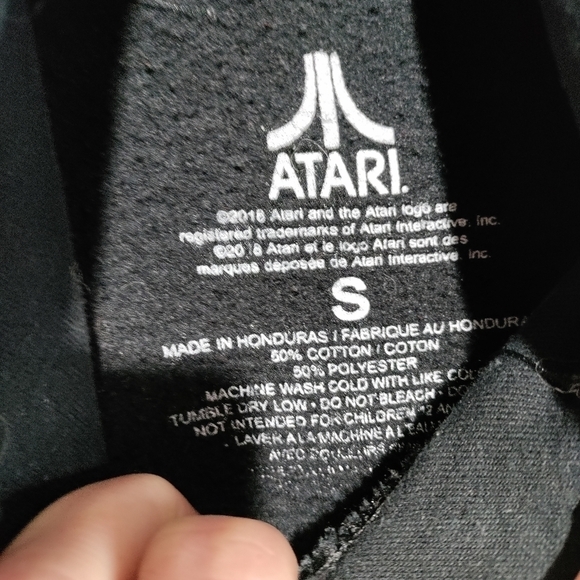 ATARI.
©2018 Atari and the Atari logo are
registered trademarks of Atari Interactive, Inc.
©2018 Atari et le logo Atari sont des
marques déposée de Atari Interactive, Inc.
S
MADE IN HONDURAS / FABRIQUE AU HONDURA
50% COTTON / COTON
50% POLYESTER
MACHINE WASH COLD WITH LIKE
TUMBLE DRY LOW • DO NOT BLEACH •
NOT INTENDED FOR CHILDREN 12
LAVER A LA MACHINE A
AVEC